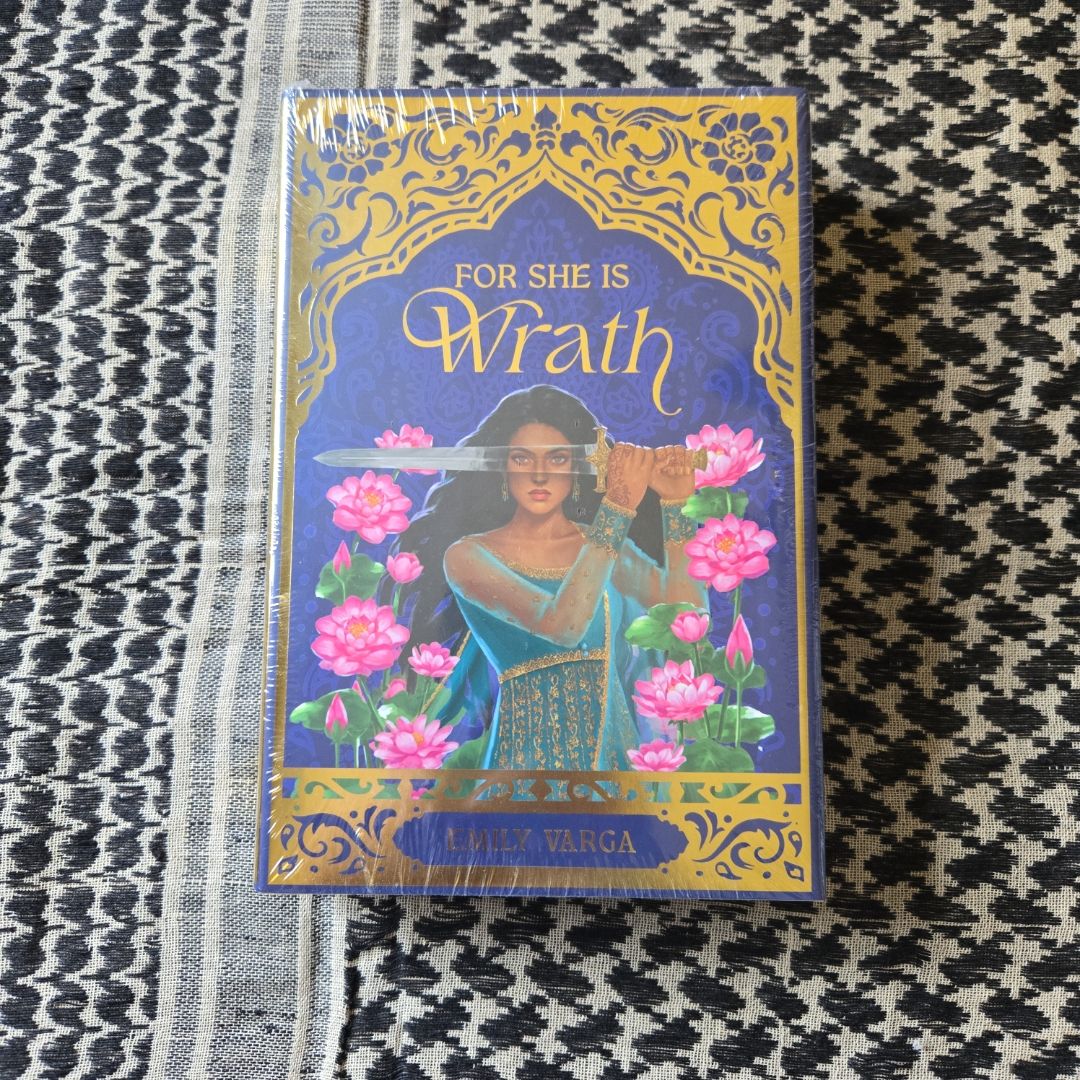 FOR SHE IS
Wrath
EMILY VARGA